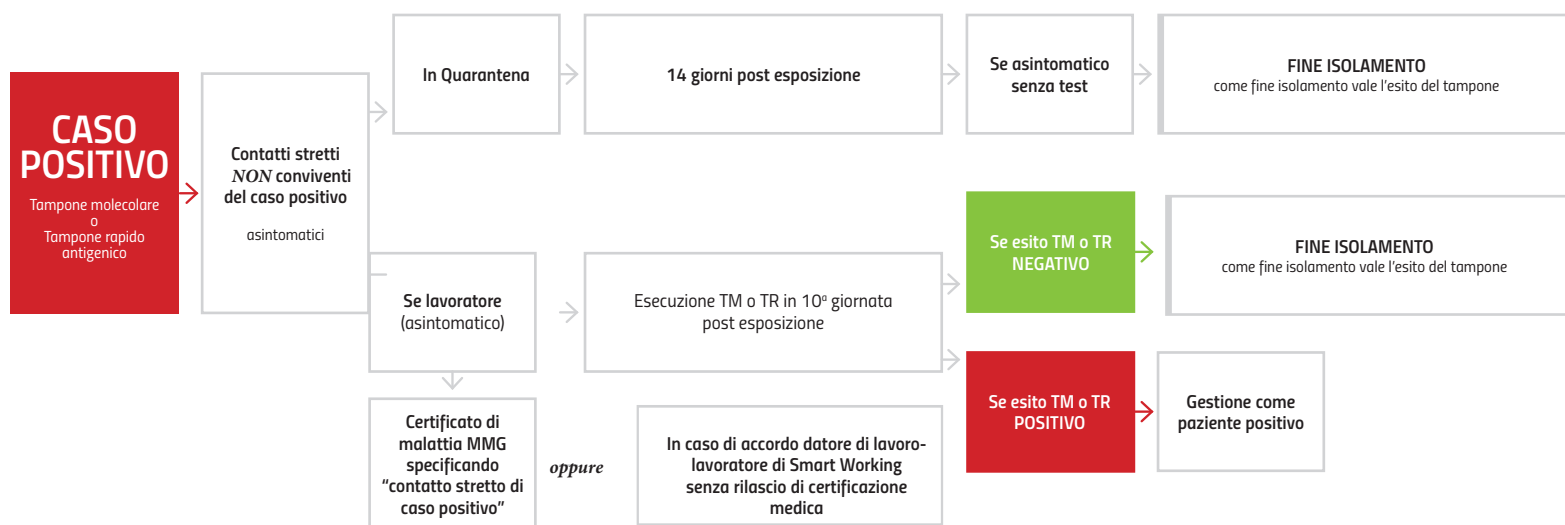 CASO
POSITIVO
Tampone molecolare
o
Tampone rapido
antigenico
Contatti stretti
NON conviventi
del caso positivo
asintomatici
In Quarantena
14 giorni post esposizione
Se asintomatico
senza test
FINE ISOLAMENTO
come fine isolamento vale l'esito del tampone
Se lavoratore
(asintomatico)
Esecuzione TM o TR in 10ª giornata
post esposizione
Se esito TM o TR
NEGATIVO
FINE ISOLAMENTO
come fine isolamento vale l'esito del tampone
Se esito TM o TR
POSITIVO
Gestione come
paziente positivo
Certificato di
malattia MMG
specificando
"contatto stretto di
caso positivo"
oppure
In caso di accordo datore di lavoro-
lavoratore di Smart Working
senza rilascio di certificazione
medica